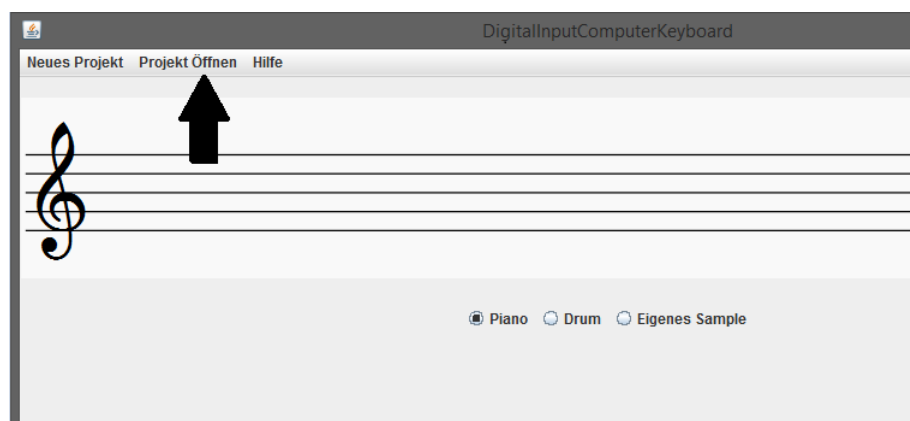 DigitalInputComputerKeyboard
Neues Projekt Projekt Öffnen Hilfe
Piano Drum Eigenes Sample